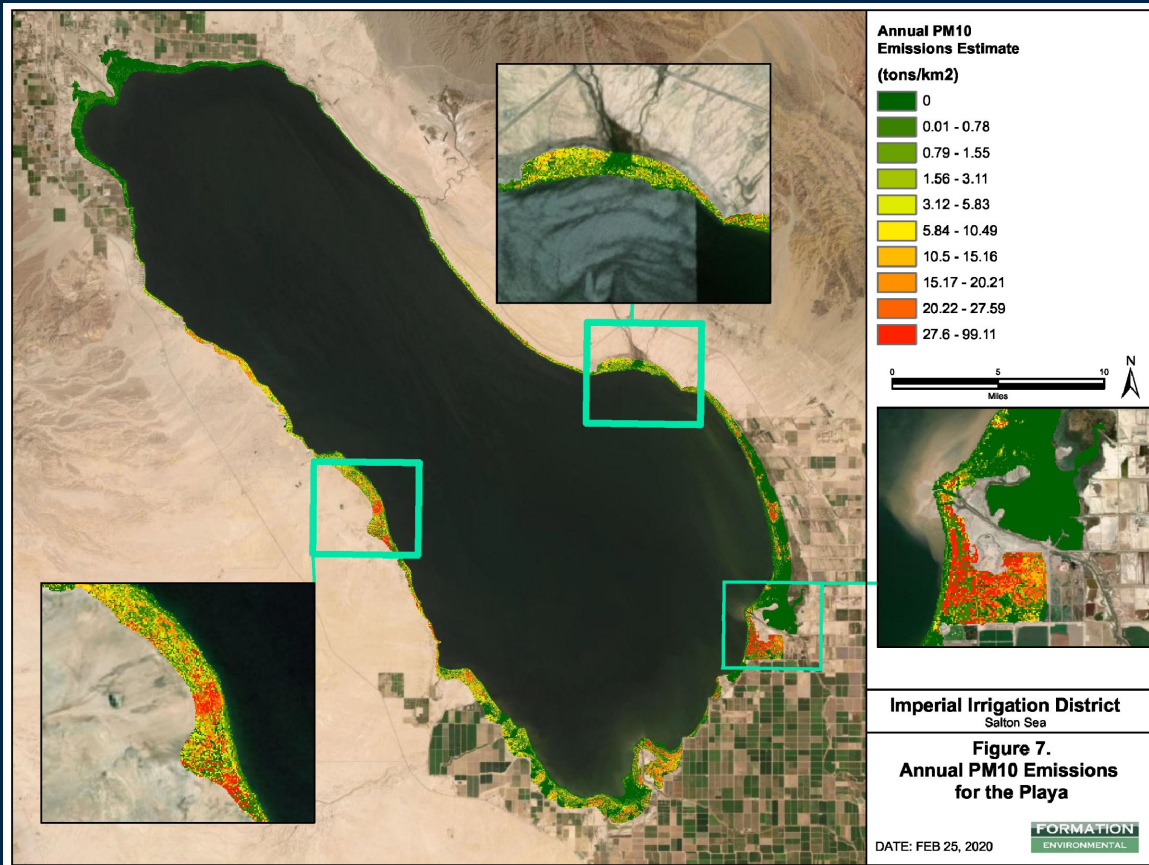 Annual PM10
Emissions Estimate
(tons/km2)
0
0.01 - 0.78
0.79 - 1.55
1.56 - 3.11
3.12 - 5.83
5.84 - 10.49
10.5 - 15.16
15.17 - 20.21
20.22 - 27.59
27.6 - 99.11
0 5 10
Miles
N
Imperial Irrigation District
Salton Sea
Figure 7.
Annual PM10 Emissions
for the Playa
DATE: FEB 25, 2020
FORMATION
ENVIRONMENTAL